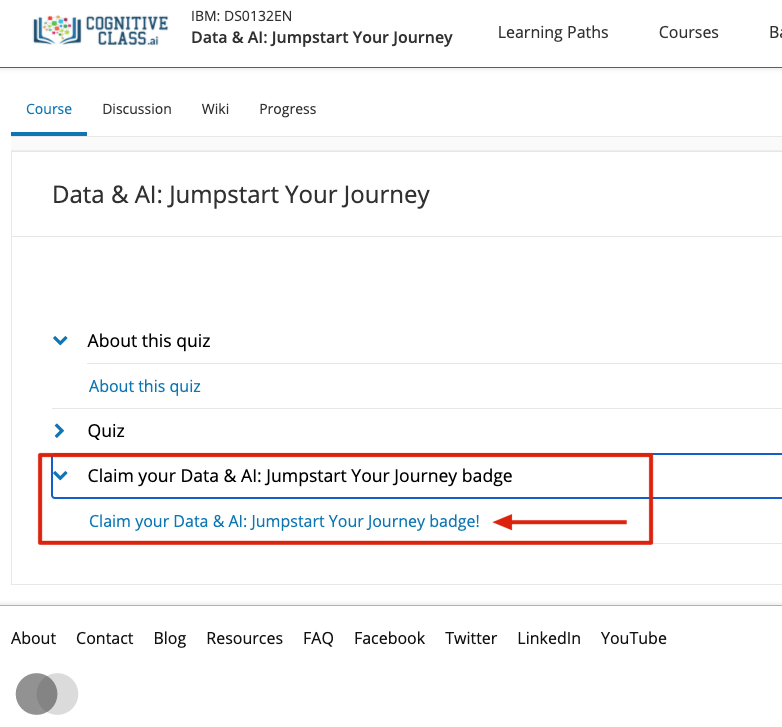 COGNITIVE
CLASS.ai
IBM: DS0132EN
Data & AI: Jumpstart Your Journey
Learning Paths
Courses
Course
Discussion
Wiki
Progress
Data & AI: Jumpstart Your Journey
About this quiz
About this quiz
Quiz
Claim your Data & AI: Jumpstart Your Journey badge
Claim your Data & AI: Jumpstart Your Journey badge!
About Contact Blog Resources FAQ Facebook Twitter LinkedIn YouTube